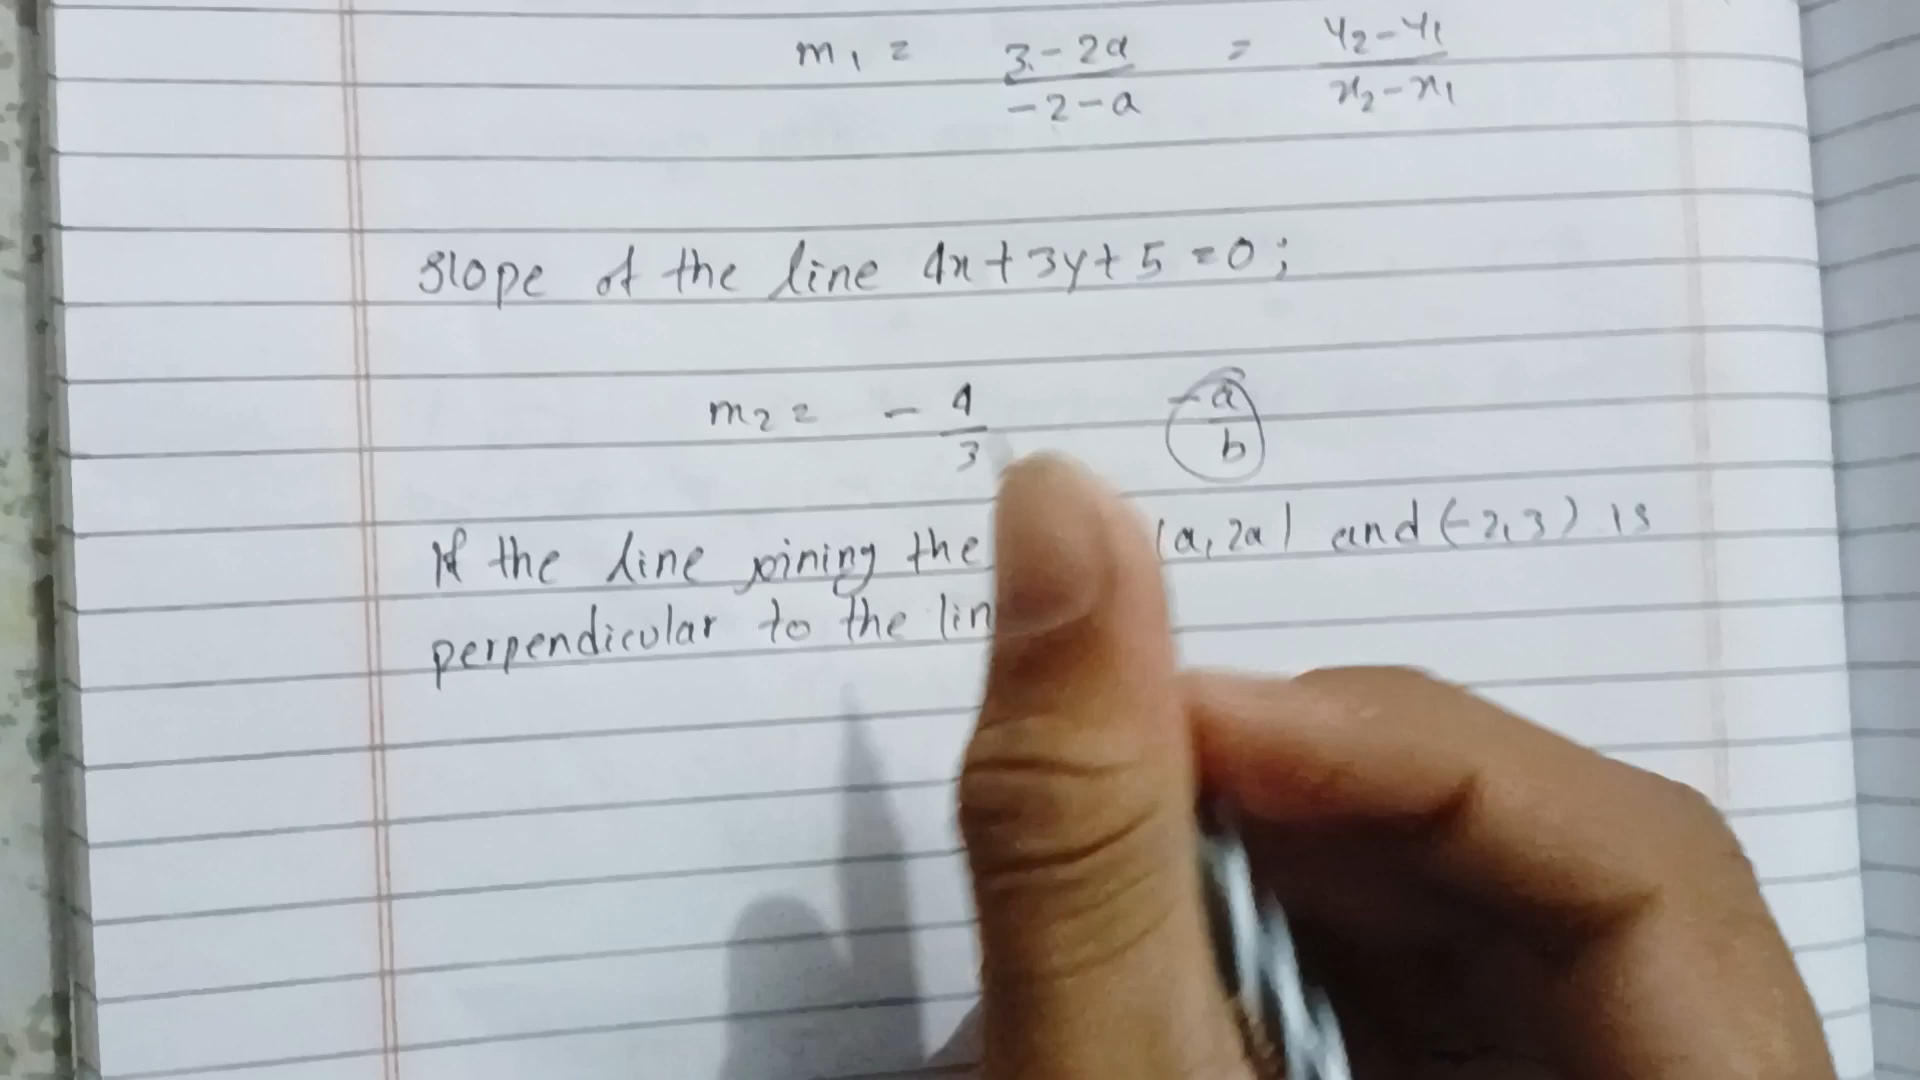 m1 = 3-2a / -2-a = y2-y1 / x2-x1
slope of the line 4x+3y+5=0;
m2= -4/3 -a/b
If the line joining the (a,2a) and (-2,3) is
perpendicular to the